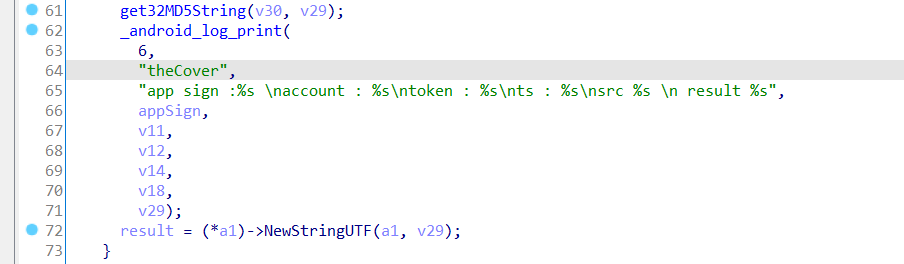 61 get32MD5String(v30, v29);
62 _android_log_print(
63 6,
64 "theCover",
65 "app sign :%s \naccount : %s\ntoken : %s\nts : %s\nsrc %s \n result %s",
66 appSign,
67 v11,
68 v12,
69 v14,
70 v18,
71 v29);
72 result = (*a1)->NewStringUTF(a1, v29);
73 }